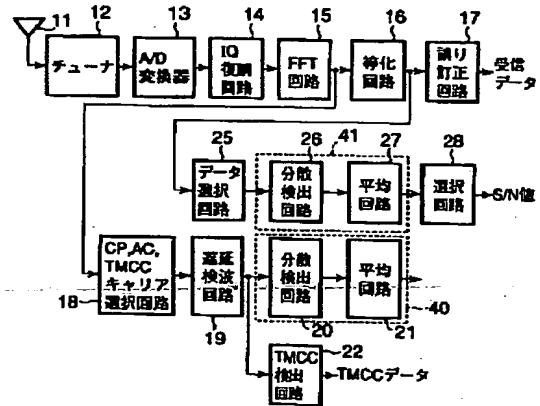 11
12
13
14
15
16
17
チューナ
A/D
変換器
IQ
復調
回路
FFT
回路
等化
回路
誤り
訂正
回路
受信
データ
25
26
41
27
28
データ
選択
回路
分散
検出
回路
平均
回路
選択
回路
S/N値
CP,AC,
TMCC
キャリア
選択回路
18
遅延
検波
回路
19
分散
検出
回路
20
平均
回路
21
40
22
TMCC
検出
回路
TMCCデータ